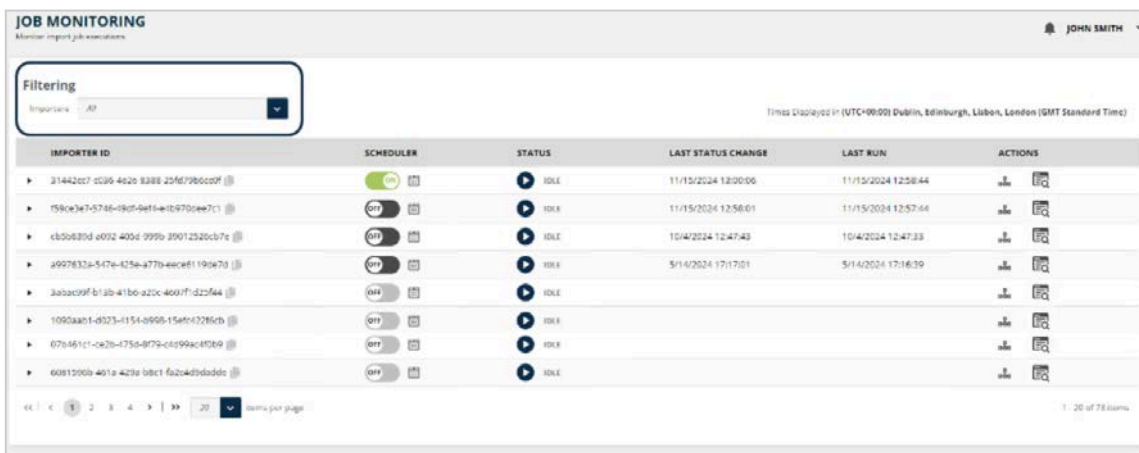 JOB MONITORING
Monitor import job executions
JOHN SMITH
Filtering
Importers All
Times Displayed in (UTC+00:00) Dublin, Edinburgh, Lisbon, London (GMT Standard Time)
IMPORTER ID SCHEDULER STATUS LAST STATUS CHANGE LAST RUN ACTIONS
ON IDLE 11/15/2024 12:00:06 11/15/2024 12:58:44
OFF IDLE 11/15/2024 12:58:01 11/15/2024 12:57:44
OFF IDLE 10/4/2024 12:47:43 10/4/2024 12:47:33
OFF IDLE 5/14/2024 17:17:01 5/14/2024 17:16:39
OFF IDLE
OFF IDLE
OFF IDLE
OFF IDLE
1 2 3 4 20 items per page 1 - 20 of 78 items